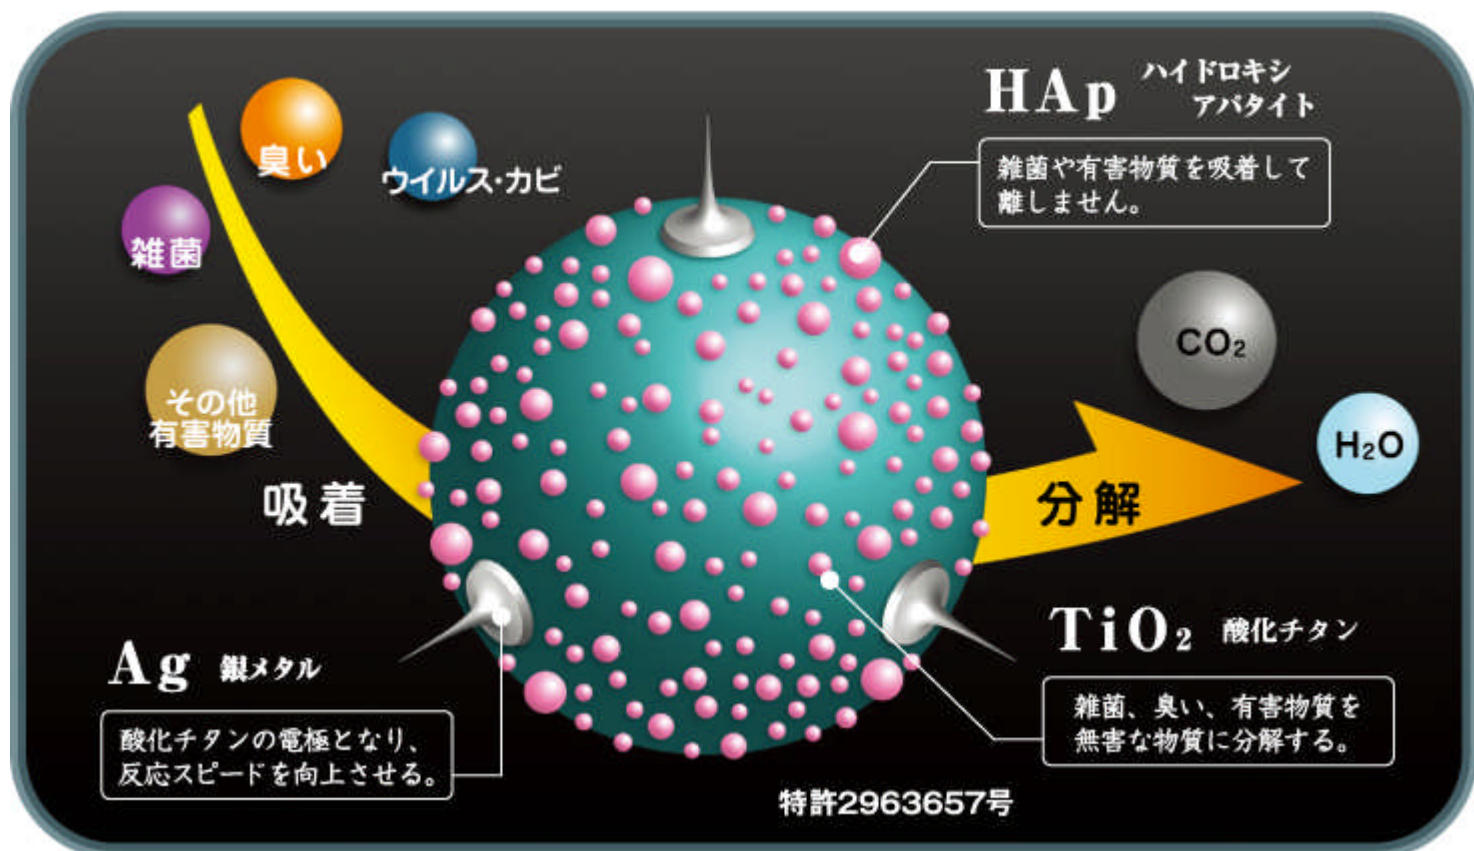 臭い
ウイルス・カビ
雑菌
その他
有害物質
吸着
HAp ハイドロキシ
アパタイト
雑菌や有害物質を吸着して
離しません。
CO₂
H₂O
分解
Ag 銀メタル
酸化チタンの電極となり、
反応スピードを向上させる。
TiO₂ 酸化チタン
雑菌、臭い、有害物質を
無害な物質に分解する。
特許2963657号